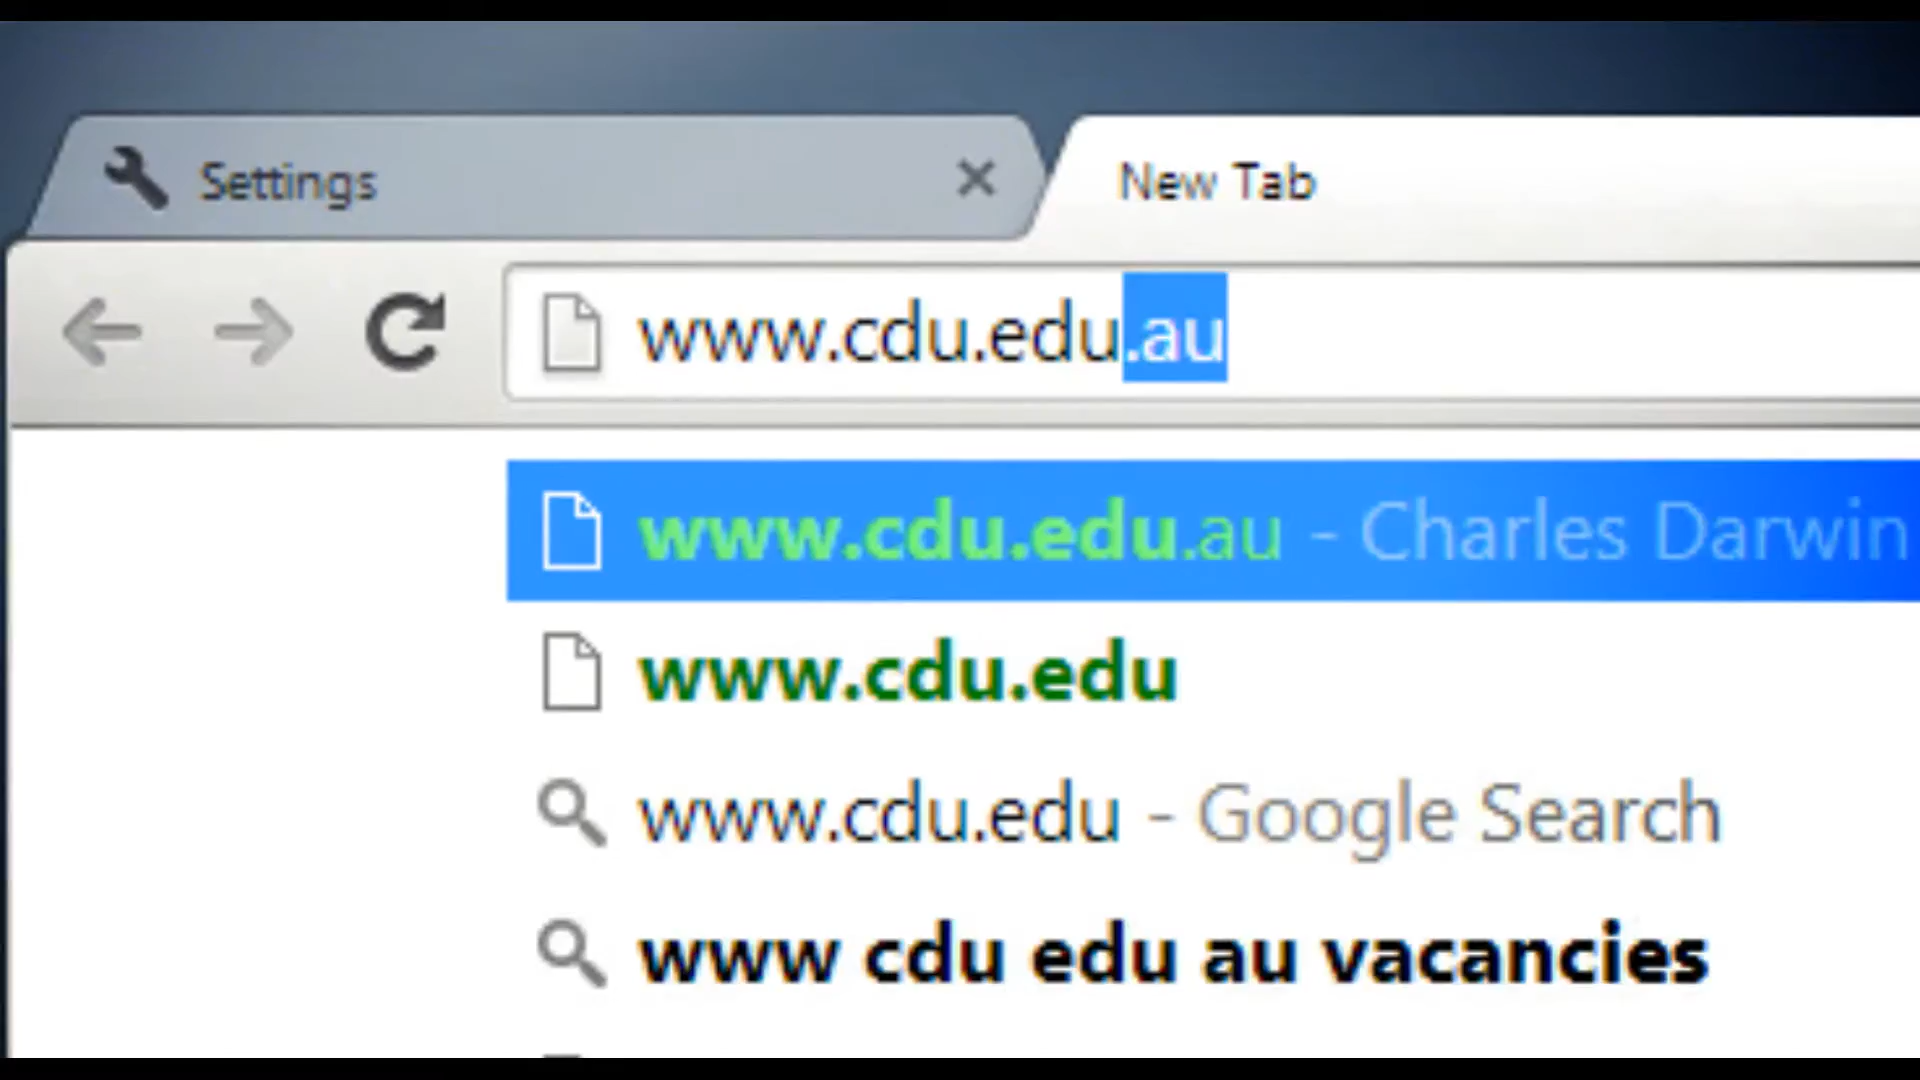 Settings
New Tab
www.cdu.edu.au
www.cdu.edu.au - Charles Darwin
www.cdu.edu
www.cdu.edu - Google Search
www cdu edu au vacancies